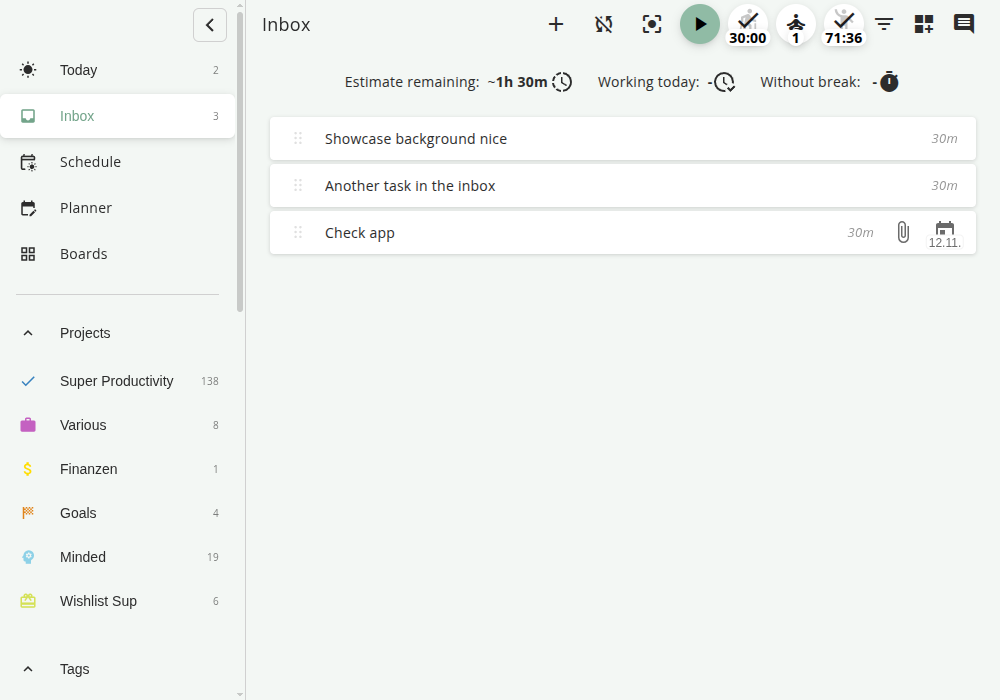 Inbox
30:00
1
71:36
Today 2
Inbox 3
Schedule
Planner
Boards
Projects
Super Productivity 138
Various 8
Finanzen 1
Goals 4
Minded 19
Wishlist Sup 6
Tags
Estimate remaining: ~1h 30m Working today: - Without break: -
Showcase background nice 30m
Another task in the inbox 30m
Check app 30m 12.11.